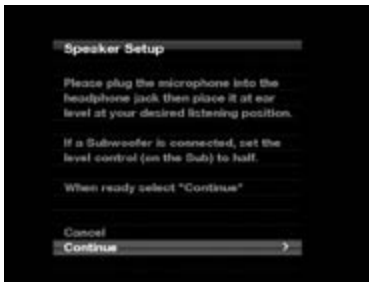 Speaker Setup
Please plug the microphone into the
headphone jack then place it at ear
level at your desired listening position.
If a Subwoofer is connected, set the
level control (on the Sub) to half.
When ready select "Continue"
Cancel
Continue >